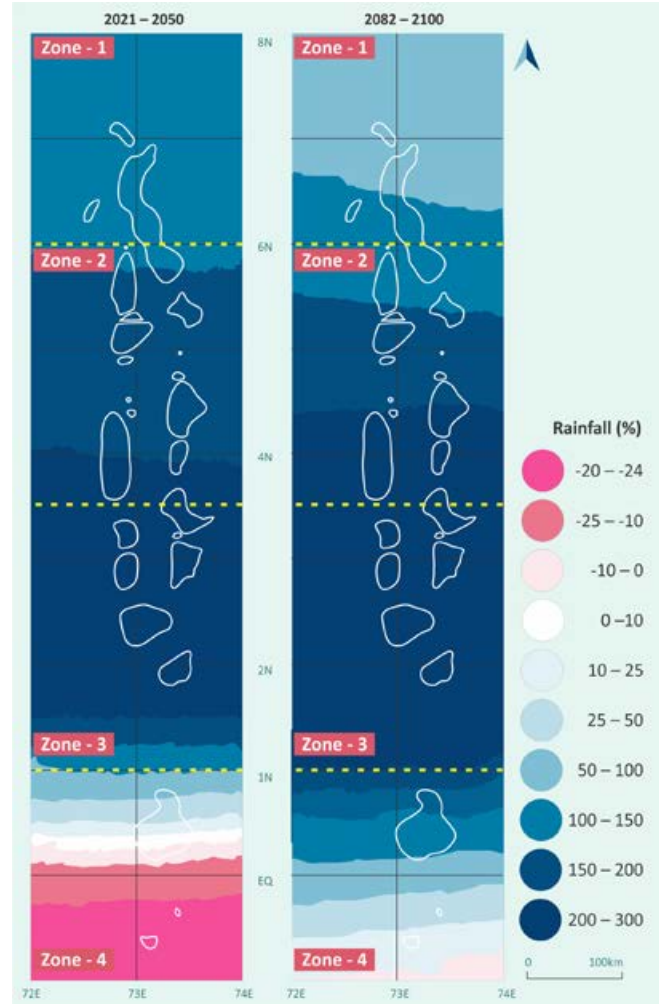 2021 – 2050
2082 – 2100
Zone - 1
8N
Zone - 1
6N
Zone - 2
Zone - 2
Rainfall (%)
4N
-20 – -24
-25 – -10
-10 – 0
0 –10
10 – 25
2N
25 – 50
Zone - 3
Zone - 3
50 – 100
1N
100 – 150
150 – 200
EQ
200 – 300
Zone - 4
Zone - 4
0 100km
72E 73E 74E 72E 73E 74E